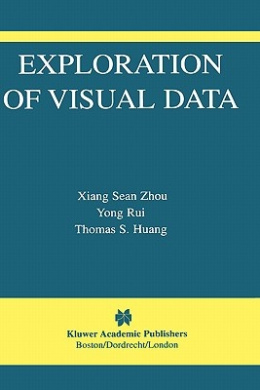 EXPLORATION
OF VISUAL DATA
Xiang Sean Zhou
Yong Rui
Thomas S. Huang
Kluwer Academic Publishers
Boston/Dordrecht/London